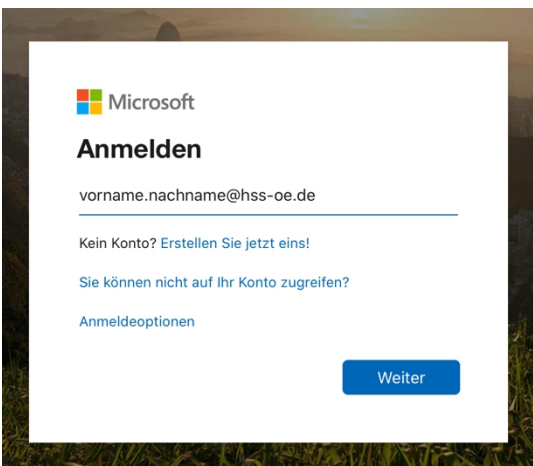 Microsoft
Anmelden
vorname.nachname@hss-oe.de
Kein Konto? Erstellen Sie jetzt eins!
Sie können nicht auf Ihr Konto zugreifen?
Anmeldeoptionen
Weiter